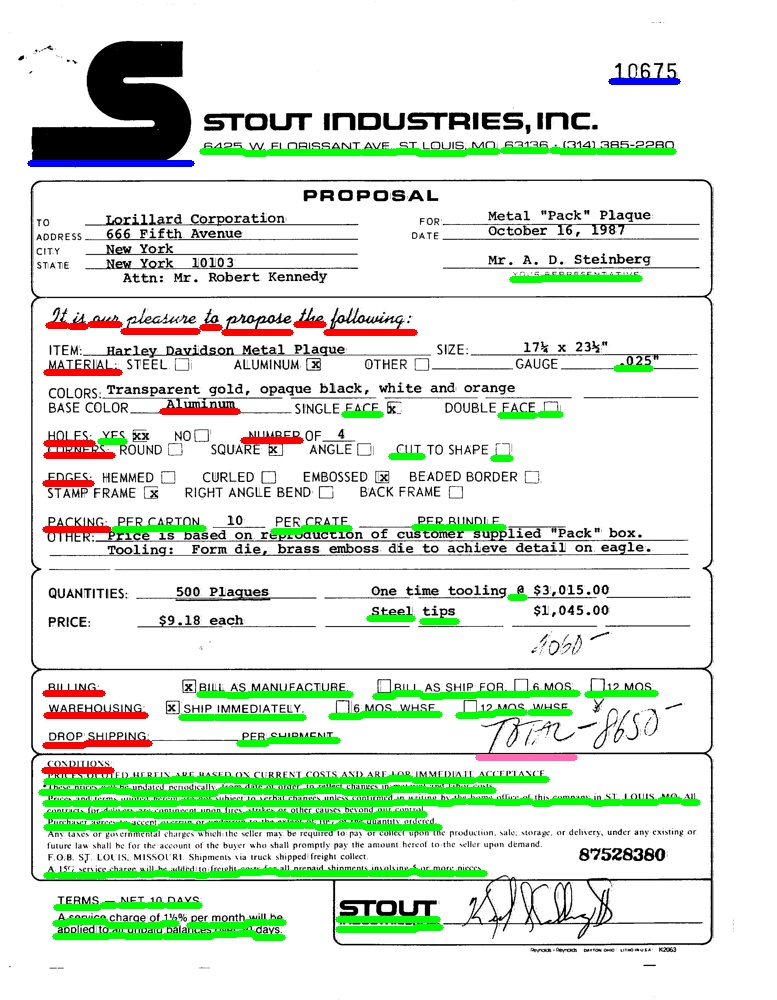 10675
STOUT INDUSTRIES, INC.
6425 W. FLORISSANT AVE. ST. LOUIS, MO. 63136 · (314) 385-2280
PROPOSAL
TO Lorillard Corporation FOR Metal "Pack" Plaque
ADDRESS 666 Fifth Avenue DATE October 16, 1987
CITY New York
STATE New York 10103 Mr. A. D. Steinberg
Attn: Mr. Robert Kennedy YOUR REPRESENTATIVE
It is our pleasure to propose the following:
ITEM: Harley Davidson Metal Plaque SIZE: 17½ x 23½"
MATERIAL: STEEL ALUMINUM x OTHER GAUGE .025"
COLORS: Transparent gold, opaque black, white and orange
BASE COLOR Aluminum SINGLE FACE x DOUBLE FACE
HOLES: YES xx NO NUMBER OF 4
CORNERS: ROUND SQUARE x ANGLE CUT TO SHAPE
EDGES: HEMMED CURLED EMBOSSED x BEADED BORDER
STAMP FRAME x RIGHT ANGLE BEND BACK FRAME
PACKING: PER CARTON 10 PER CRATE PER BUNDLE
OTHER: Price is based on reproduction of customer supplied "Pack" box.
Tooling: Form die, brass emboss die to achieve detail on eagle.
QUANTITIES: 500 Plaques One time tooling @ $3,015.00
Steel tips $1,045.00
PRICE: $9.18 each
4060 –
BILLING: x BILL AS MANUFACTURE. BILL AS SHIP FOR 6 MOS. 12 MOS.
WAREHOUSING: x SHIP IMMEDIATELY. 6 MOS. WHSE. 12 MOS. WHSE.
TOTAL – 8650 –
DROP SHIPPING: PER SHIPMENT
CONDITIONS:
PRICES QUOTED HEREIN ARE BASED ON CURRENT COSTS AND ARE FOR IMMEDIATE ACCEPTANCE.
These prices will be updated periodically from date of order to reflect changes in material and labor costs.
Prices and terms quoted herein are not subject to verbal changes unless confirmed in writing by the home office of this company in ST. LOUIS, MO. All
contracts for delivery are contingent upon fires, strikes or other causes beyond our control.
Purchaser agrees to accept overrun or underrun to the extent of 10% of the quantity ordered.
Any taxes or governmental charges which the seller may be required to pay or collect upon the production, sale, storage, or delivery, under any existing or
future law shall be for the account of the buyer who shall promptly pay the amount hereof to the seller upon demand.
F.O.B. ST. LOUIS, MISSOURI. Shipments via truck shipped freight collect.
87528380
A 15% service charge will be added to freight costs for all prepaid shipments involving 5 or more pieces.
TERMS — NET 10 DAYS
A service charge of 1½% per month will be
applied to all unpaid balances over 30 days.
STOUT
INDUSTRIES, INC.
Reynolds + Reynolds DAYTON, OHIO LITHO IN U.S.A. K2063